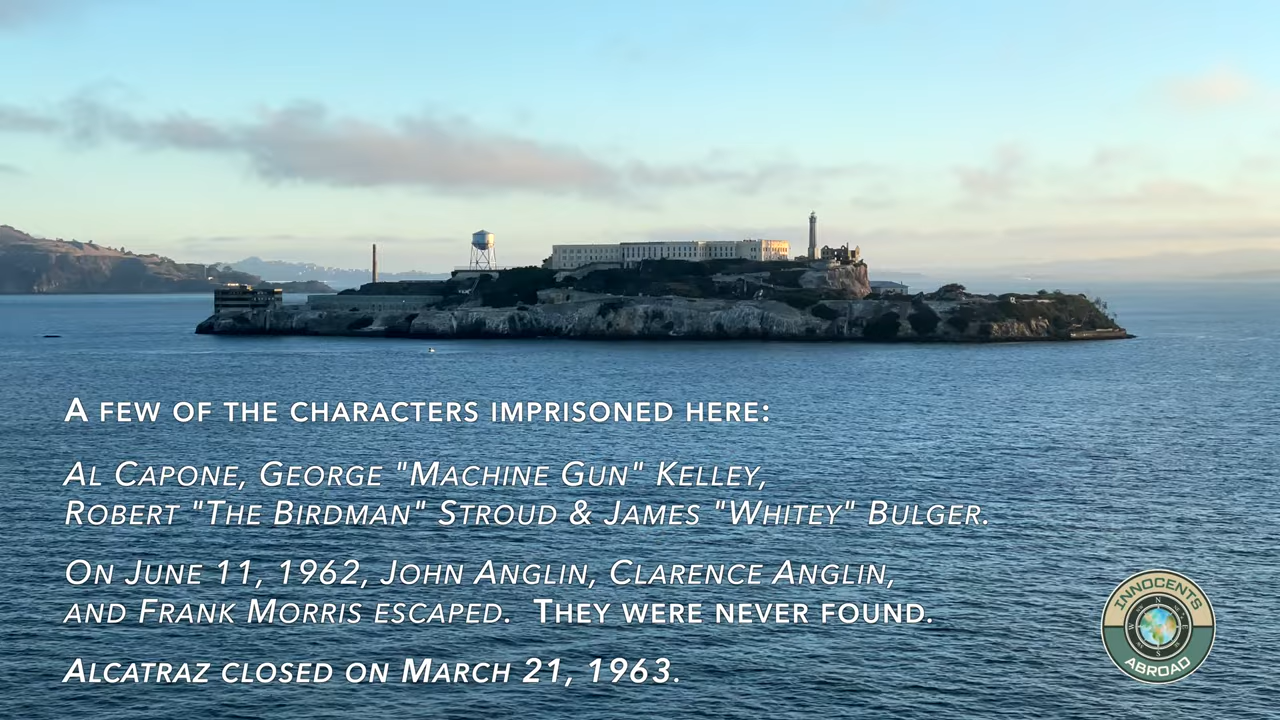 A FEW OF THE CHARACTERS IMPRISONED HERE:
AL CAPONE, GEORGE "MACHINE GUN" KELLEY,
ROBERT "THE BIRDMAN" STROUD & JAMES "WHITEY" BULGER.
ON JUNE 11, 1962, JOHN ANGLIN, CLARENCE ANGLIN,
AND FRANK MORRIS ESCAPED. THEY WERE NEVER FOUND.
ALCATRAZ CLOSED ON MARCH 21, 1963.
INNOCENTS
N
ABROAD